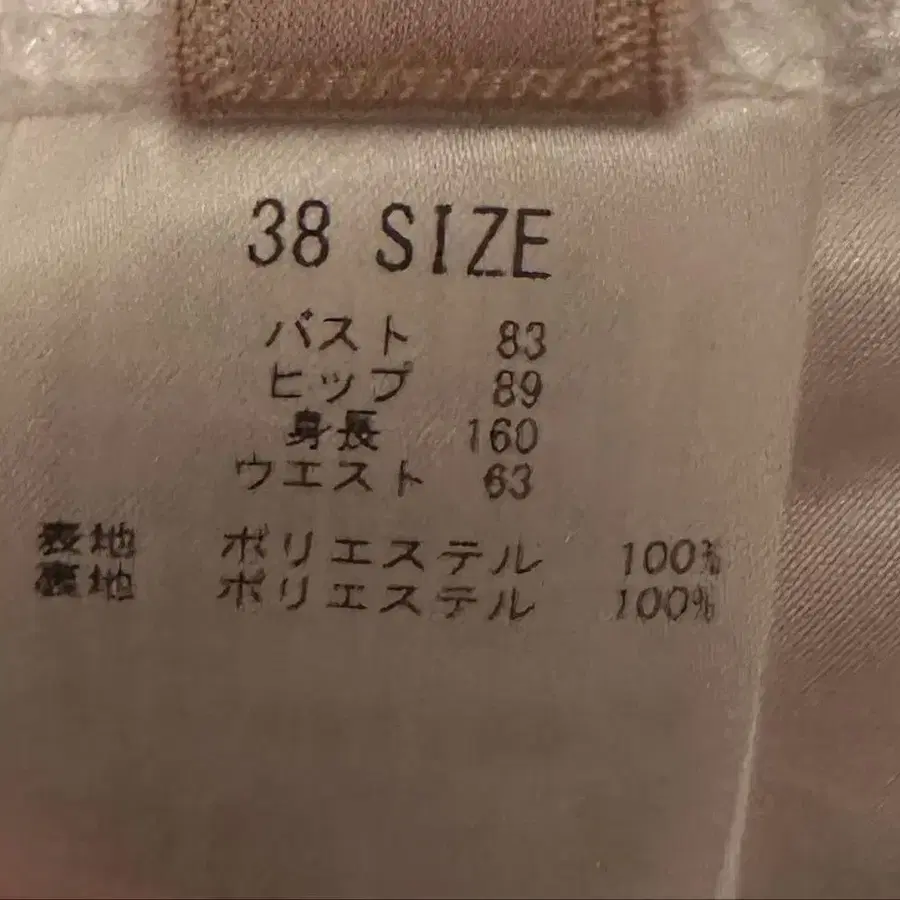 38 SIZE
バスト 83
ヒップ 89
身長 160
ウエスト 63
表地 ポリエステル 100%
裏地 ポリエステル 100%